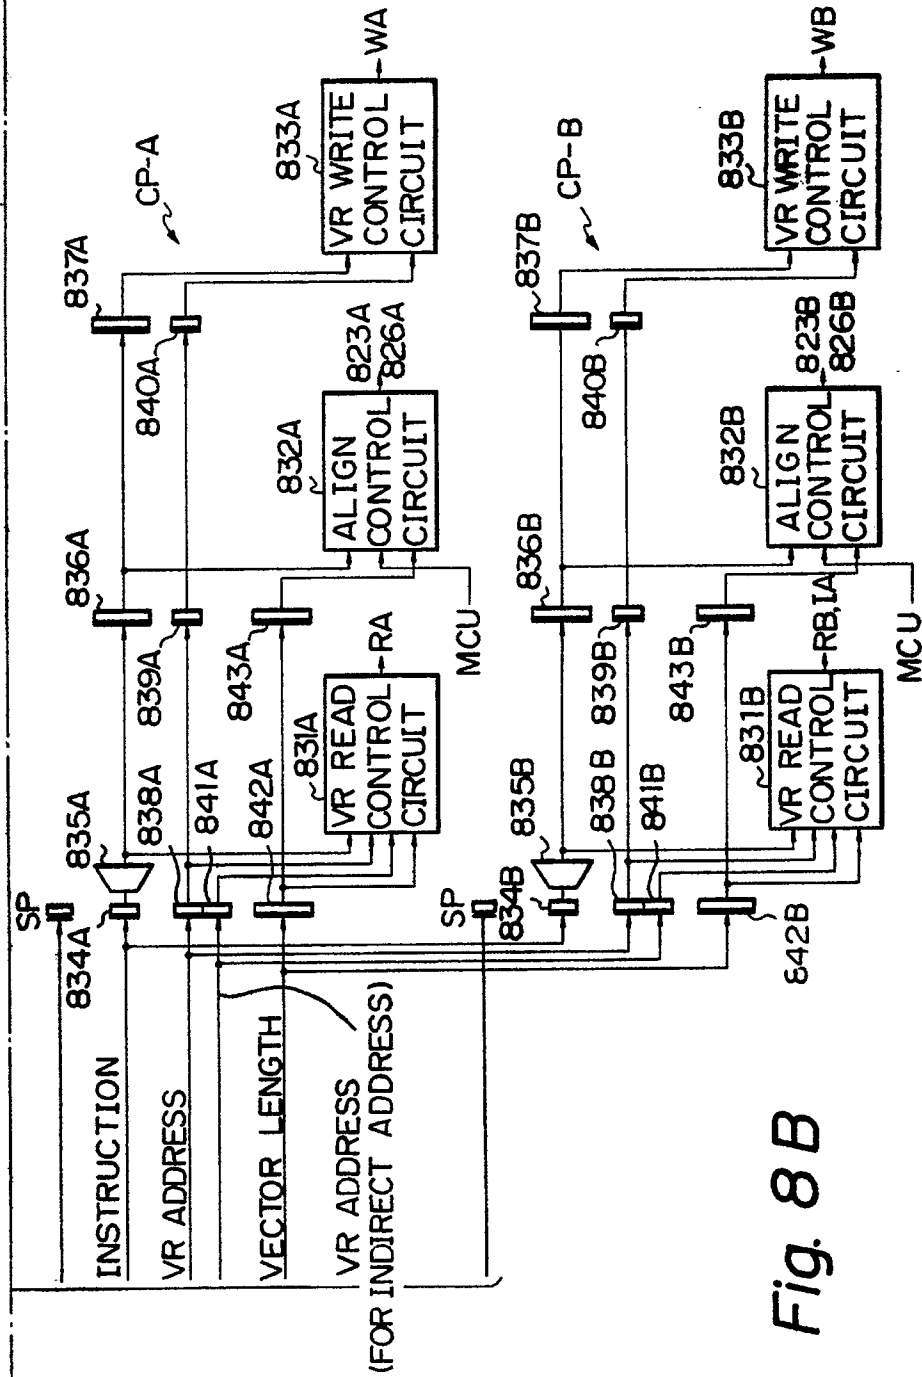 SP
INSTRUCTION
834A
835A
836A
837A
CP-A
VR ADDRESS
838A
839A
840A
841A
VECTOR LENGTH
842A
843A
VR ADDRESS
(FOR INDIRECT ADDRESS)
831A
VR READ
CONTROL
CIRCUIT
RA
832A
ALIGN
CONTROL
CIRCUIT
823A
826A
MCU
833A
VR WRITE
CONTROL
CIRCUIT
WA
SP
834B
835B
836B
837B
CP-B
838B
839B
840B
841B
842B
843B
831B
VR READ
CONTROL
CIRCUIT
RB, IA
832B
ALIGN
CONTROL
CIRCUIT
823B
826B
MCU
833B
VR WRITE
CONTROL
CIRCUIT
WB
Fig. 8B